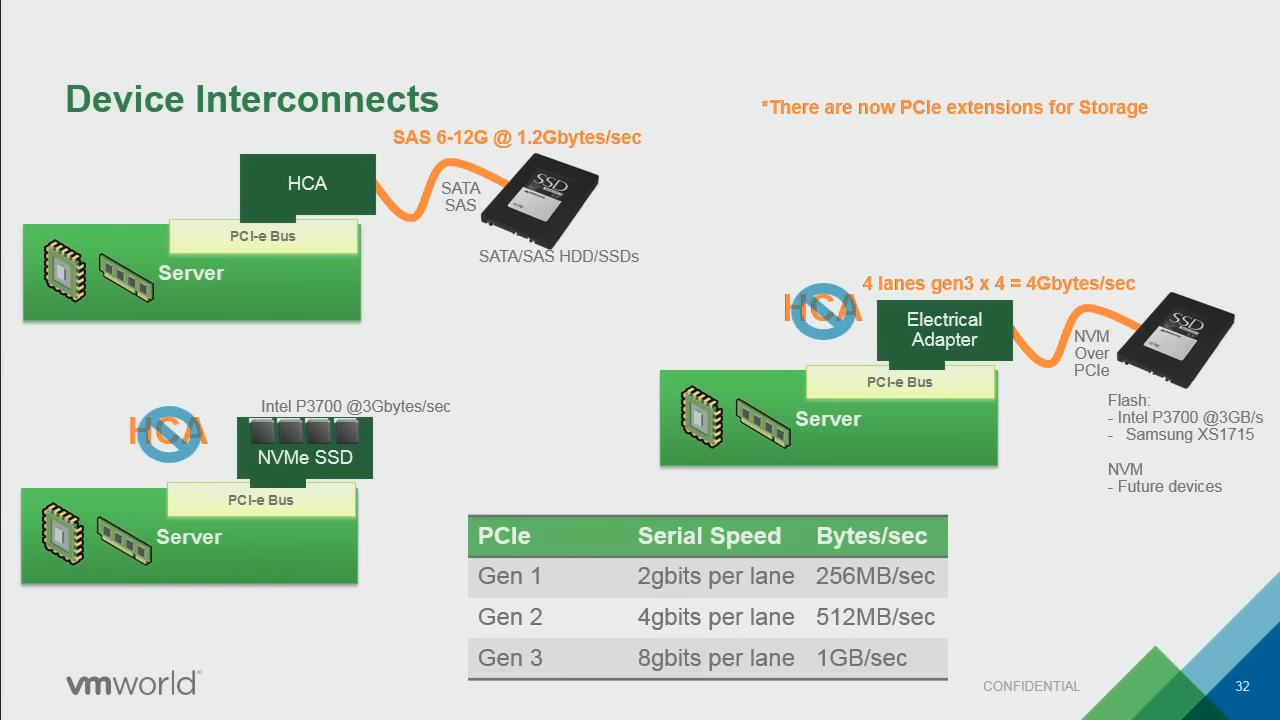 Device Interconnects
*There are now PCIe extensions for Storage
SAS 6-12G @ 1.2Gbytes/sec
HCA
SATA
SAS
SSD
PCI-e Bus
Server
SATA/SAS HDD/SSDs
4 lanes gen3 x 4 = 4Gbytes/sec
HCA
Electrical
Adapter
NVM
Over
PCIe
SSD
PCI-e Bus
Server
Flash:
- Intel P3700 @3GB/s
- Samsung XS1715
NVM
- Future devices
Intel P3700 @3Gbytes/sec
HCA
NVMe SSD
PCI-e Bus
Server
PCIe Serial Speed Bytes/sec
Gen 1 2gbits per lane 256MB/sec
Gen 2 4gbits per lane 512MB/sec
Gen 3 8gbits per lane 1GB/sec
vmworld
CONFIDENTIAL
32